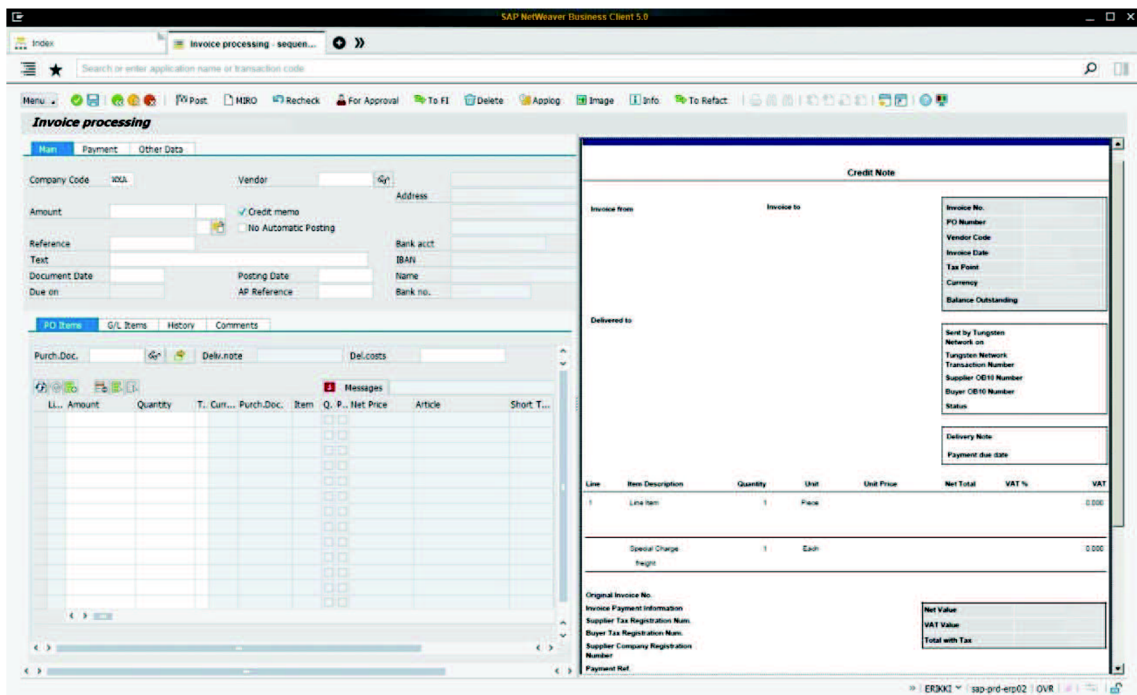 SAP NetWeaver Business Client 5.0
Index
Invoice processing - sequen...
Search or enter application name or transaction code
Menu Post MIRO Recheck For Approval To FI Delete Applog Image Info To Refact
Invoice processing
Main Payment Other Data
Company Code Vendor
Address
Amount Credit memo
No Automatic Posting
Reference Bank acct
Text IBAN
Document Date Posting Date Name
Due on AP Reference Bank no.
PO Items G/L Items History Comments
Purch.Doc. Deliv.note Del.costs
Messages
Li... Amount Quantity T.. Curr... Purch.Doc. Item Q.. P... Net Price Article Short T...
Credit Note
Invoice from Invoice to
Invoice No.
PO Number
Vendor Code
Invoice Date
Tax Point
Currency
Balance Outstanding
Delivered to
Sent by Tungsten
Network on
Tungsten Network
Transaction Number
Supplier OB10 Number
Buyer OB10 Number
Status
Delivery Note
Payment due date
Line Item Description Quantity Unit Unit Price Net Total VAT % VAT
1 Line Item 1 Piece 0.000
Special Charge 1 Each 0.000
freight
Original Invoice No.
Invoice Payment Information
Supplier Tax Registration Num.
Buyer Tax Registration Num.
Supplier Company Registration
Number
Payment Ref.
Net Value
VAT Value
Total with Tax
ERIKKI sap-prd-erp02 OVR